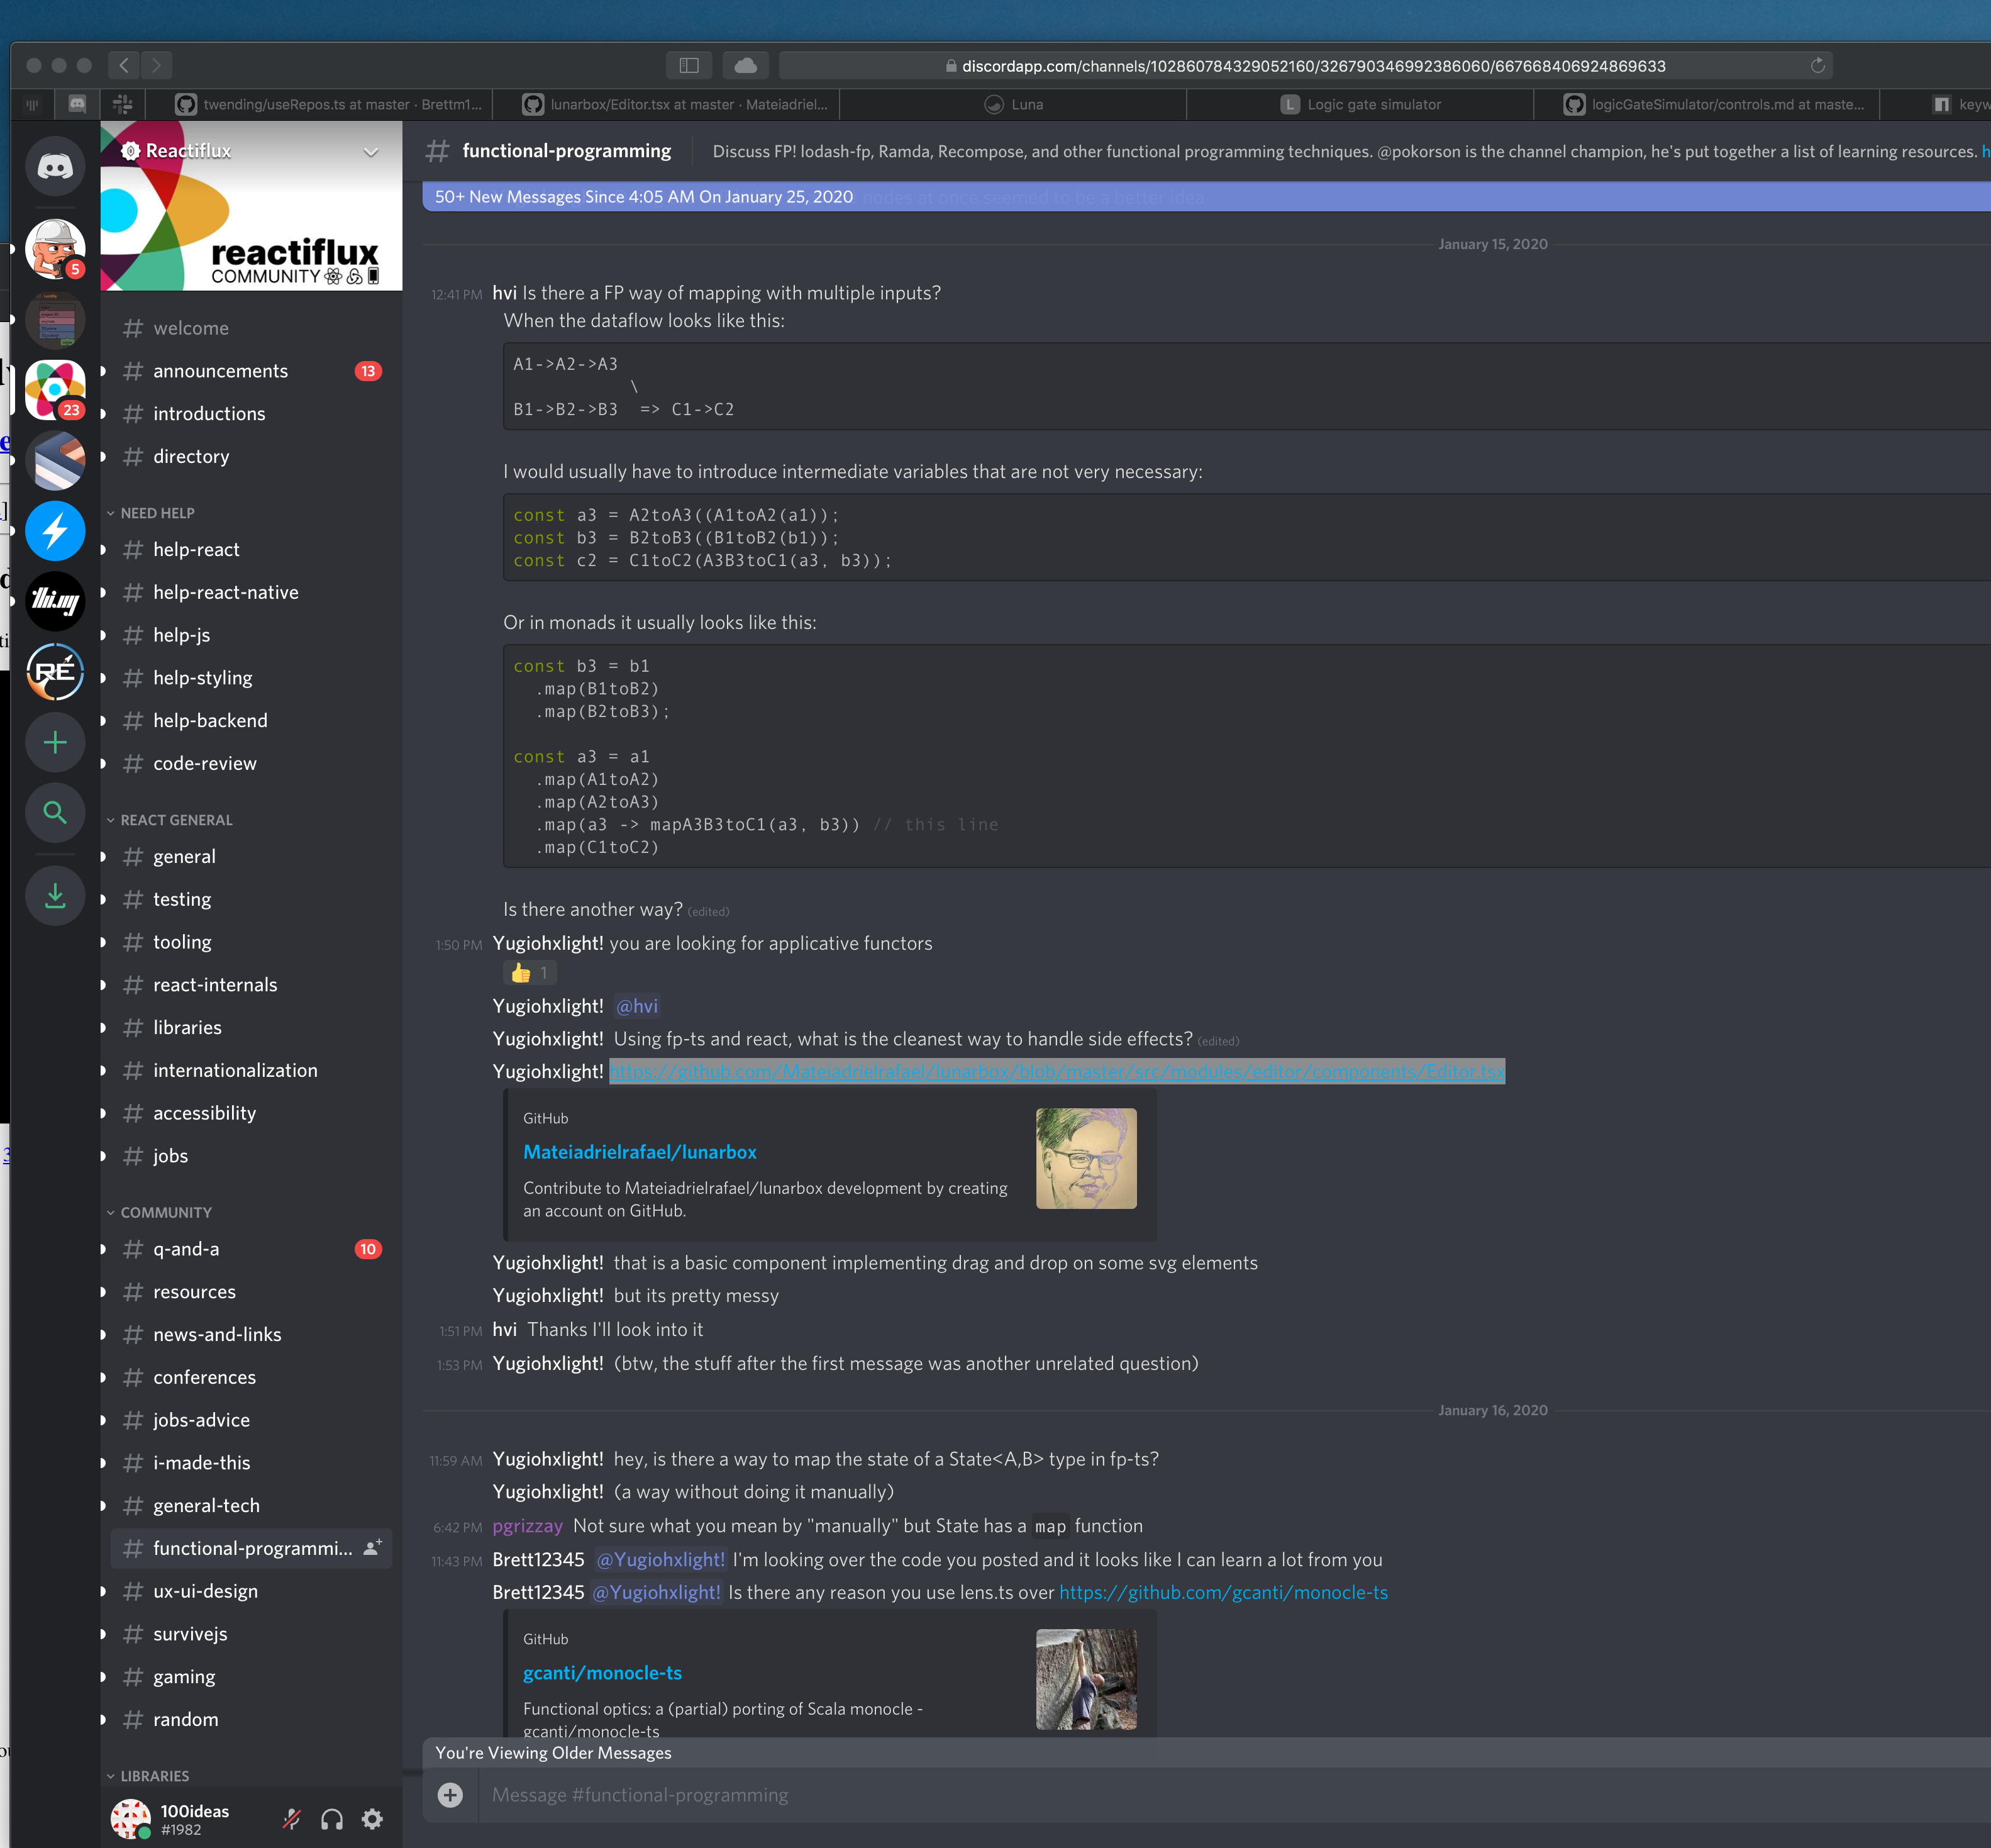 discordapp.com/channels/102860784329052160/326790346992386060/667668406924869633
twending/useRepos.ts at master · Brettm1...
lunarbox/Editor.tsx at master · Mateiadriel...
Luna
L Logic gate simulator
logicGateSimulator/controls.md at maste...
keyw
Reactiflux
reactiflux
COMMUNITY
5
23
thi.ng
RE
# welcome
# announcements 13
# introductions
# directory
NEED HELP
# help-react
# help-react-native
# help-js
# help-styling
# help-backend
# code-review
REACT GENERAL
# general
# testing
# tooling
# react-internals
# libraries
# internationalization
# accessibility
# jobs
COMMUNITY
# q-and-a 10
# resources
# news-and-links
# conferences
# jobs-advice
# i-made-this
# general-tech
# functional-programmi...
# ux-ui-design
# survivejs
# gaming
# random
LIBRARIES
100ideas
#1982
# functional-programming
Discuss FP! lodash-fp, Ramda, Recompose, and other functional programming techniques. @pokorson is the channel champion, he's put together a list of learning resources. h
50+ New Messages Since 4:05 AM On January 25, 2020 nodes at once seemed to be a better idea
January 15, 2020
12:41 PM hvi Is there a FP way of mapping with multiple inputs?
When the dataflow looks like this:
A1->A2->A3
\
B1->B2->B3 => C1->C2
I would usually have to introduce intermediate variables that are not very necessary:
const a3 = A2toA3((A1toA2(a1));
const b3 = B2toB3((B1toB2(b1));
const c2 = C1toC2(A3B3toC1(a3, b3));
Or in monads it usually looks like this:
const b3 = b1
.map(B1toB2)
.map(B2toB3);
const a3 = a1
.map(A1toA2)
.map(A2toA3)
.map(a3 -> mapA3B3toC1(a3, b3)) // this line
.map(C1toC2)
Is there another way? (edited)
1:50 PM Yugiohxlight! you are looking for applicative functors
👍 1
Yugiohxlight! @hvi
Yugiohxlight! Using fp-ts and react, what is the cleanest way to handle side effects? (edited)
Yugiohxlight! https://github.com/Mateiadrielrafael/lunarbox/blob/master/src/modules/editor/components/Editor.tsx
GitHub
Mateiadrielrafael/lunarbox
Contribute to Mateiadrielrafael/lunarbox development by creating
an account on GitHub.
Yugiohxlight! that is a basic component implementing drag and drop on some svg elements
Yugiohxlight! but its pretty messy
1:51 PM hvi Thanks I'll look into it
1:53 PM Yugiohxlight! (btw, the stuff after the first message was another unrelated question)
January 16, 2020
11:59 AM Yugiohxlight! hey, is there a way to map the state of a State<A,B> type in fp-ts?
Yugiohxlight! (a way without doing it manually)
6:42 PM pgrizzay Not sure what you mean by "manually" but State has a map function
11:43 PM Brett12345 @Yugiohxlight! I'm looking over the code you posted and it looks like I can learn a lot from you
Brett12345 @Yugiohxlight! Is there any reason you use lens.ts over https://github.com/gcanti/monocle-ts
GitHub
gcanti/monocle-ts
Functional optics: a (partial) porting of Scala monocle -
gcanti/monocle-ts
You're Viewing Older Messages
Message #functional-programming